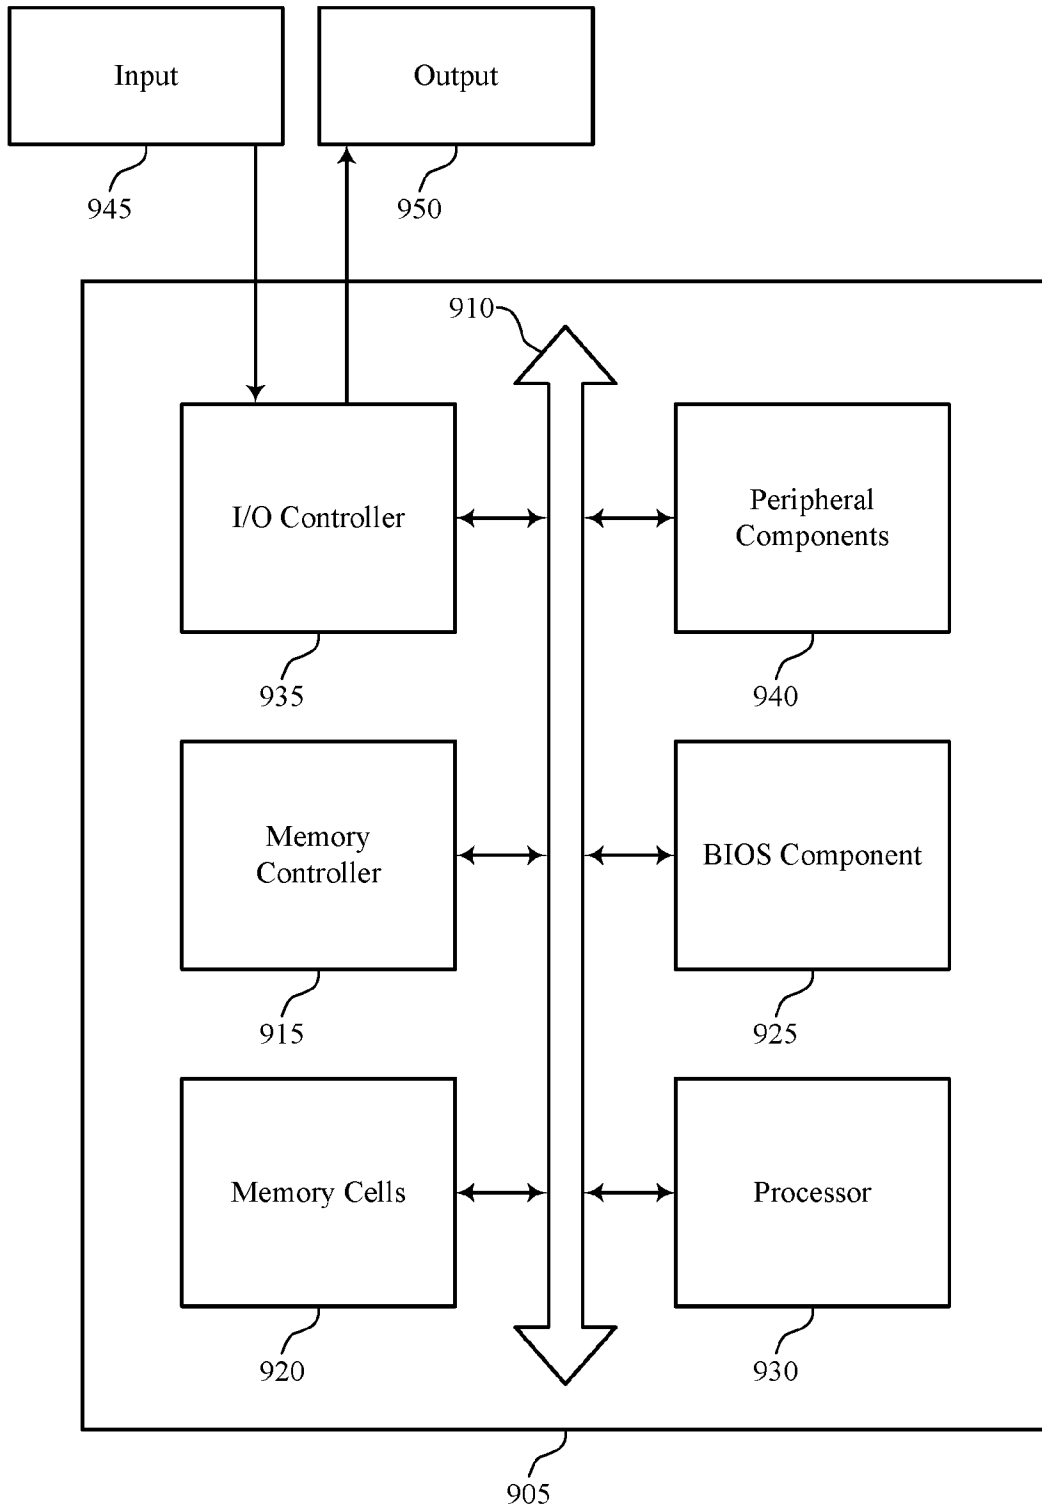 Input
Output
945
950
910
I/O Controller
Peripheral
Components
935
940
Memory
Controller
BIOS Component
915
925
Memory Cells
Processor
920
930
905